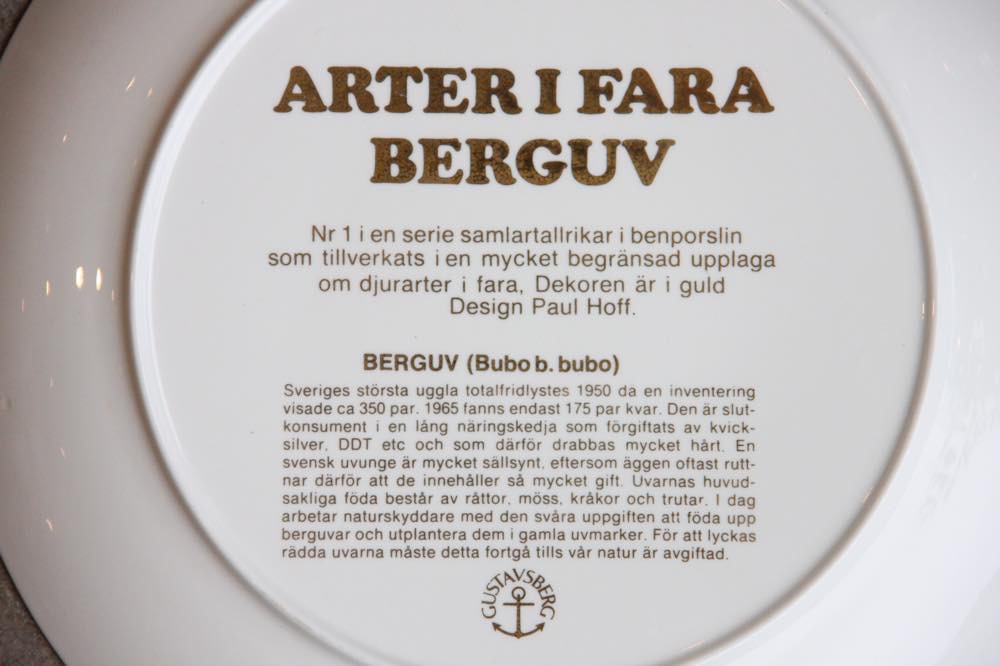 ARTER I FARA
BERGUV
Nr 1 i en serie samlartallrikar i benporslin
som tillverkats i en mycket begränsad upplaga
om djurarter i fara, Dekoren är i guld
Design Paul Hoff.
BERGUV (Bubo b. bubo)
Sveriges största uggla totalfridlystes 1950 da en inventering
visade ca 350 par. 1965 fanns endast 175 par kvar. Den är slut-
konsument i en lång näringskedja som förgiftats av kvick-
silver, DDT etc och som därför drabbas mycket hårt. En
svensk uvunge är mycket sällsynt, eftersom äggen oftast rutt-
nar därför att de innehåller så mycket gift. Uvarnas huvud-
sakliga föda består av råttor, möss, kråkor och trutar. I dag
arbetar naturskyddare med den svåra uppgiften att föda upp
berguvar och utplantera dem i gamla uvmarker. För att lyckas
rädda uvarna måste detta fortgå tills vår natur är avgiftad.
GUSTAVSBERG